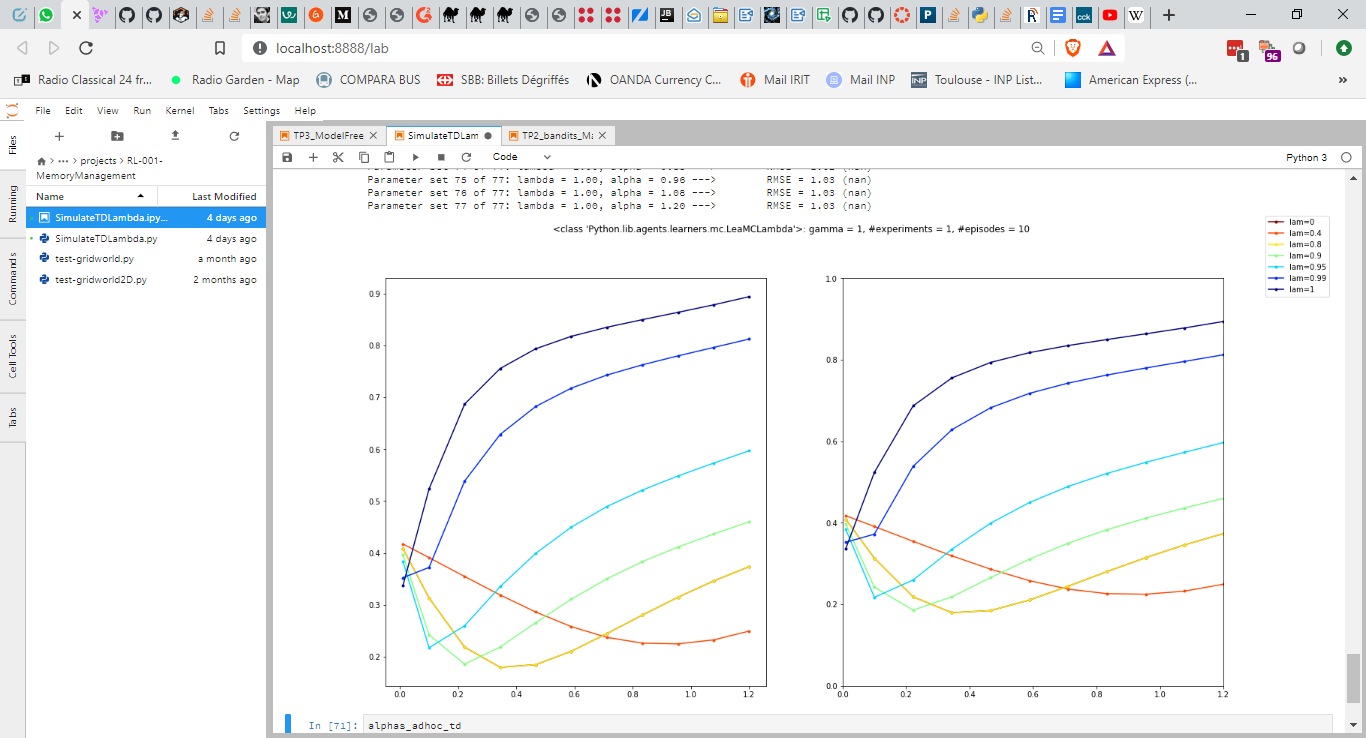 localhost:8888/lab
1
96
Radio Classical 24 fr...
Radio Garden - Map
COMPARA BUS
SBB: Billets Dégriffés
OANDA Currency C...
Mail IRIT
Mail INP
Toulouse - INP List...
American Express (...
»
File Edit View Run Kernel Tabs Settings Help
Files
Running
Commands
Cell Tools
Tabs
··· > projects > RL-001-
MemoryManagement
Name
Last Modified
SimulateTDLambda.ipy... 4 days ago
SimulateTDLambda.py 4 days ago
test-gridworld.py a month ago
test-gridworld2D.py 2 months ago
TP3_ModelFree
SimulateTDLam
TP2_bandits_Ma
Code
Python 3
Parameter set 75 of 77: lambda = 1.00, alpha = 0.96 ---> RMSE = 1.03 (nan)
Parameter set 76 of 77: lambda = 1.00, alpha = 1.08 ---> RMSE = 1.03 (nan)
Parameter set 77 of 77: lambda = 1.00, alpha = 1.20 ---> RMSE = 1.03 (nan)
<class 'Python.lib.agents.learners.mc.LeaMCLambda'>: gamma = 1, #experiments = 1, #episodes = 10
lam=0
lam=0.4
lam=0.8
lam=0.9
lam=0.95
lam=0.99
lam=1
0.9
0.8
0.7
0.6
0.5
0.4
0.3
0.2
0.0 0.2 0.4 0.6 0.8 1.0 1.2
1.0
0.8
0.6
0.4
0.2
0.0
0.0 0.2 0.4 0.6 0.8 1.0 1.2
In [71]: alphas_adhoc_td